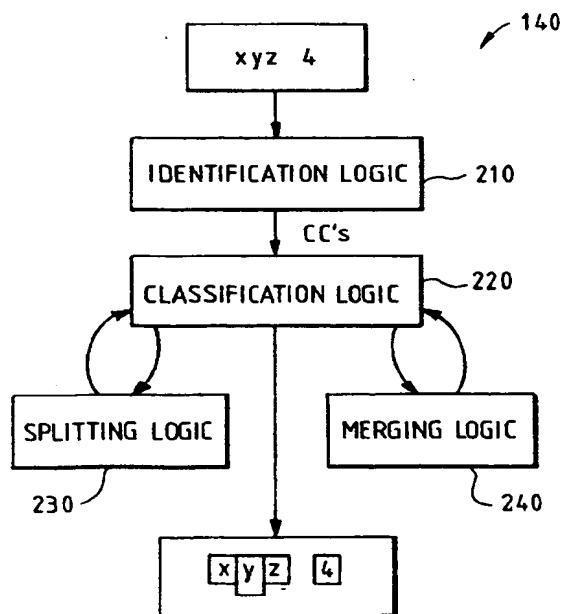 140
xyz 4
IDENTIFICATION LOGIC
210
CC's
CLASSIFICATION LOGIC
220
SPLITTING LOGIC
MERGING LOGIC
230
240
x y z 4